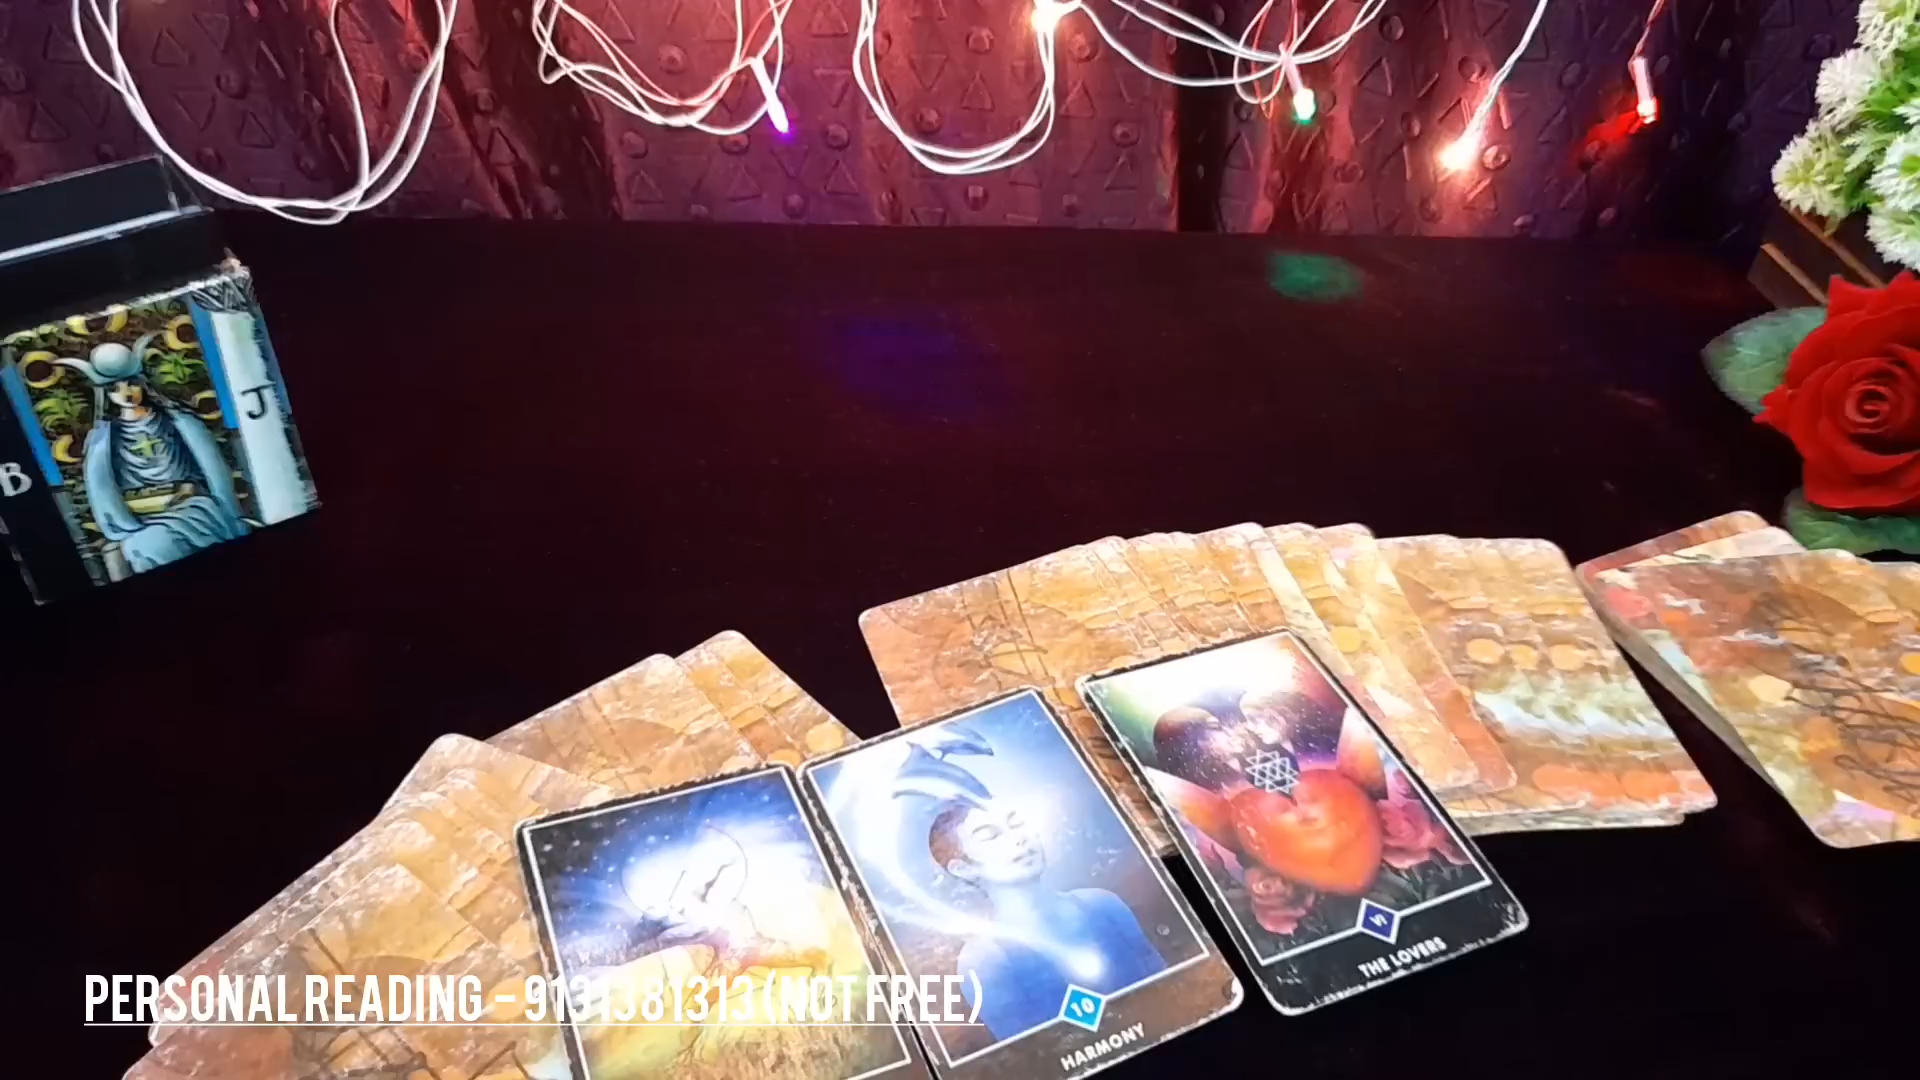 B
J
VI
THE LOVERS
10
HARMONY
PERSONAL READING - 9131381313 (NOT FREE)